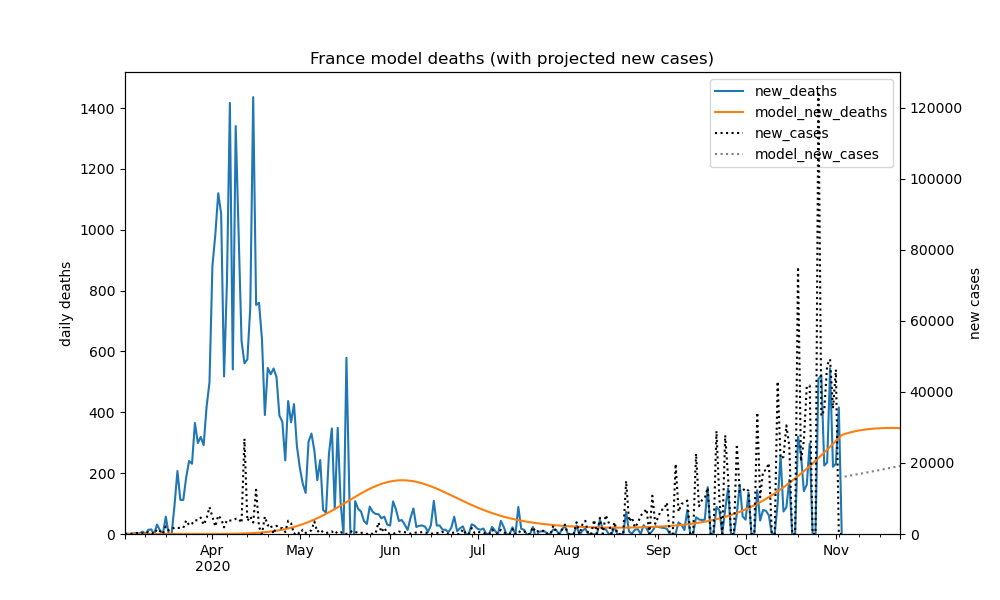 France model deaths (with projected new cases)
new_deaths
model_new_deaths
new_cases
model_new_cases
daily deaths
new cases
1400
1200
1000
800
600
400
200
0
120000
100000
80000
60000
40000
20000
0
Apr
2020
May
Jun
Jul
Aug
Sep
Oct
Nov